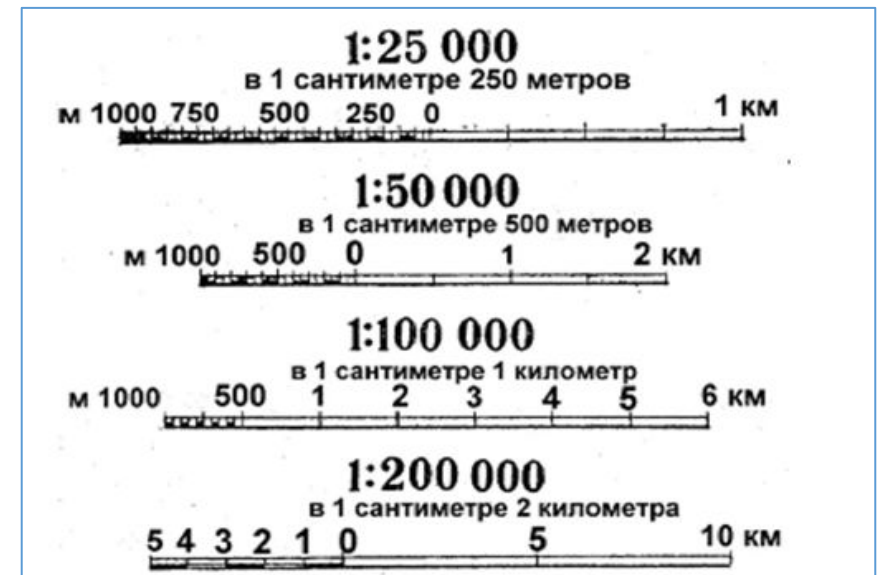 1:25 000
в 1 сантиметре 250 метров
м 1000 750 500 250 0 1 км
1:50 000
в 1 сантиметре 500 метров
м 1000 500 0 1 2 км
1:100 000
в 1 сантиметре 1 километр
м 1000 500 1 2 3 4 5 6 км
1:200 000
в 1 сантиметре 2 километра
5 4 3 2 1 0 5 10 км